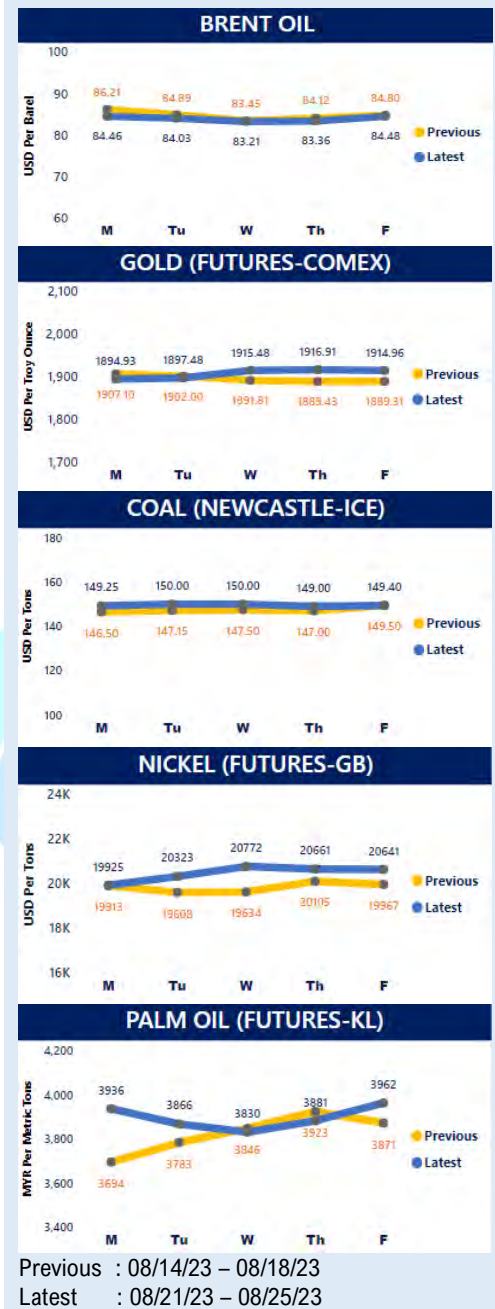 BRENT OIL
100
90
80
70
60
USD Per Barel
86.21 84.89 83.45 84.12 84.80
84.46 84.03 83.21 83.36 84.48
Previous
Latest
M Tu W Th F
GOLD (FUTURES-COMEX)
2,100
2,000
1,900
1,800
1,700
USD Per Troy Ounce
1894.93 1897.48 1915.48 1916.91 1914.96
1907.10 1902.00 1891.81 1889.43 1889.31
Previous
Latest
M Tu W Th F
COAL (NEWCASTLE-ICE)
180
160
140
120
100
USD Per Tons
149.25 150.00 150.00 149.00 149.40
146.50 147.15 147.50 147.00 149.50
Previous
Latest
M Tu W Th F
NICKEL (FUTURES-GB)
24K
22K
20K
18K
16K
USD Per Tons
19925 20323 20772 20661 20641
19913 19608 19634 20105 19967
Previous
Latest
M Tu W Th F
PALM OIL (FUTURES-KL)
4,200
4,000
3,800
3,600
3,400
MYR Per Metric Tons
3936 3866 3830 3881 3962
3694 3783 3846 3923 3871
Previous
Latest
M Tu W Th F
Previous : 08/14/23 – 08/18/23
Latest : 08/21/23 – 08/25/23